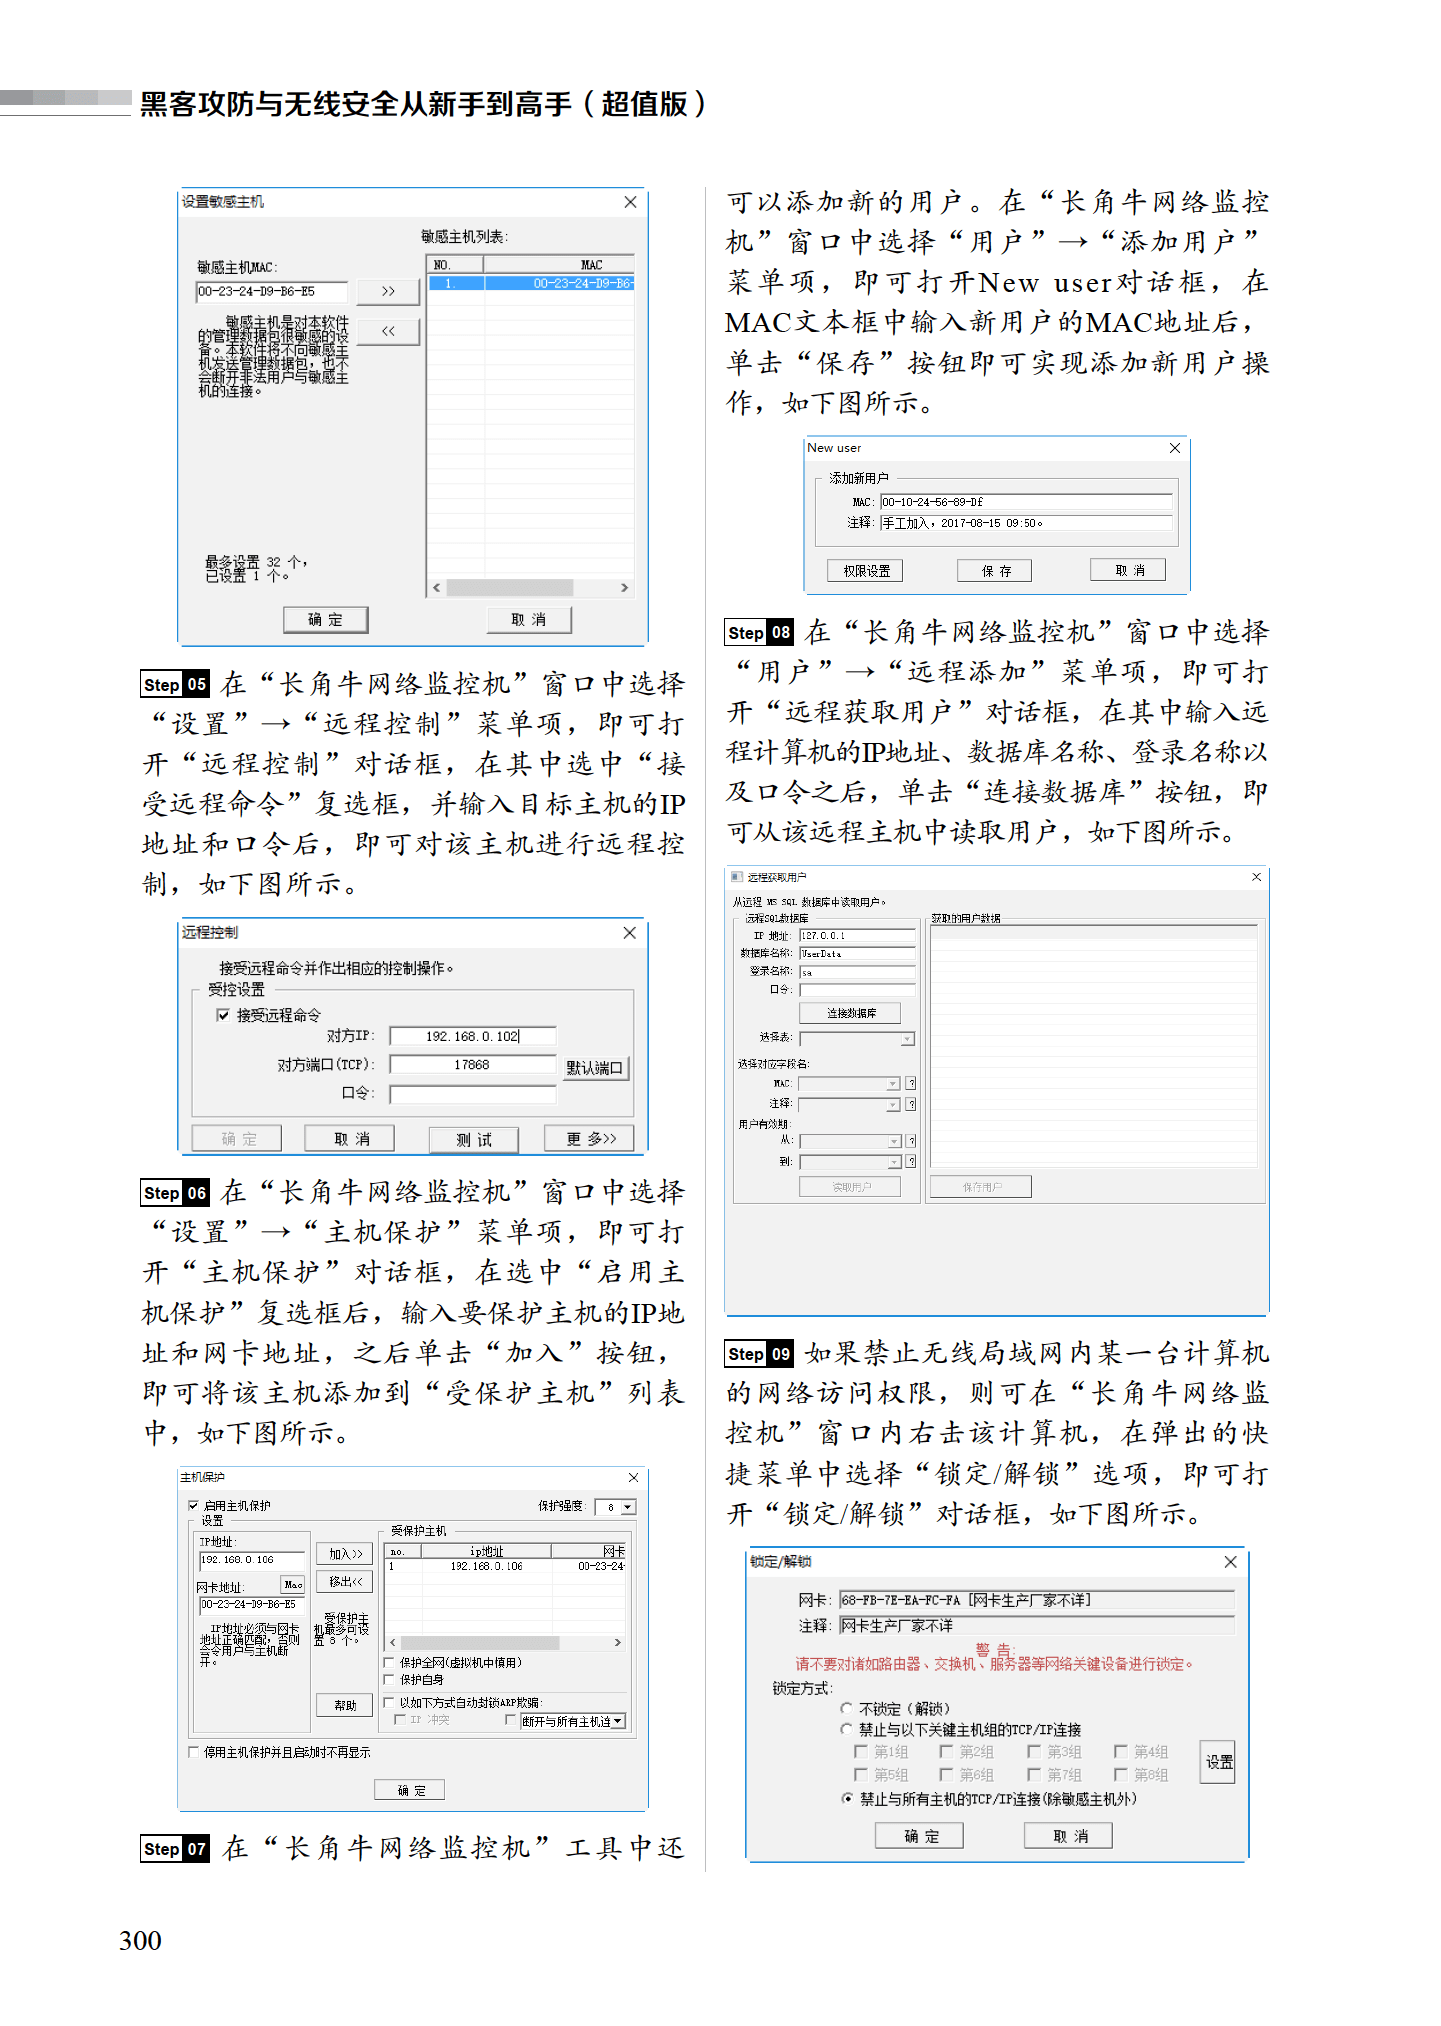 黑客攻防与无线安全从新手到高手（超值版）
设置敏感主机
敏感主机列表:
敏感主机MAC:
NO. MAC
00-23-24-D9-B6-E5
>>
1. 00-23-24-D9-B6-
<<
敏感主机是对本软件
的管理数据包很敏感的设
备。本软件将不向敏感主
机发送管理数据包，也不
会断开非法用户与敏感主
机的连接。
最多设置 32 个，
已设置 1 个。
确 定
取 消
Step 05 在“长角牛网络监控机”窗口中选择
“设置”→“远程控制”菜单项，即可打
开“远程控制”对话框，在其中选中“接
受远程命令”复选框，并输入目标主机的IP
地址和口令后，即可对该主机进行远程控
制，如下图所示。
远程控制
接受远程命令并作出相应的控制操作。
受控设置
接受远程命令
对方IP: 192.168.0.102
对方端口(TCP): 17868 默认端口
口令:
确 定 取 消 测 试 更 多>>
Step 06 在“长角牛网络监控机”窗口中选择
“设置”→“主机保护”菜单项，即可打
开“主机保护”对话框，在选中“启用主
机保护”复选框后，输入要保护主机的IP地
址和网卡地址，之后单击“加入”按钮，
即可将该主机添加到“受保护主机”列表
中，如下图所示。
主机保护
启用主机保护 保护强度: 8
设置
IP地址:
192.168.0.106
网卡地址: Mac
00-23-24-D9-B6-E5
IP地址必须与网卡
地址正确匹配，否则
会令用户与主机断
开。
加入>>
移出<<
受保护主
机最多可设
置 8 个。
帮助
受保护主机
no. ip地址 网卡
1 192.168.0.106 00-23-24-
保护全网(虚拟机中慎用)
保护自身
以如下方式自动封锁ARP欺骗:
IP 冲突 断开与所有主机连
停用主机保护并且启动时不再显示
确 定
Step 07 在“长角牛网络监控机”工具中还
可以添加新的用户。在“长角牛网络监控
机”窗口中选择“用户”→“添加用户”
菜单项，即可打开New user对话框，在
MAC文本框中输入新用户的MAC地址后，
单击“保存”按钮即可实现添加新用户操
作，如下图所示。
New user
添加新用户
MAC: 00-10-24-56-89-Df
注释: 手工加入，2017-08-15 09:50。
权限设置 保 存 取 消
Step 08 在“长角牛网络监控机”窗口中选择
“用户”→“远程添加”菜单项，即可打
开“远程获取用户”对话框，在其中输入远
程计算机的IP地址、数据库名称、登录名称以
及口令之后，单击“连接数据库”按钮，即
可从该远程主机中读取用户，如下图所示。
远程获取用户
从远程 MS SQL 数据库中读取用户。
远程SQL数据库
IP 地址: 127.0.0.1
数据库名称: UserData
登录名称: sa
口令:
连接数据库
选择表:
选择对应字段名:
MAC: ?
注释: ?
用户有效期:
从: ?
到: ?
读取用户
获取的用户数据
保存用户
Step 09 如果禁止无线局域网内某一台计算机
的网络访问权限，则可在“长角牛网络监
控机”窗口内右击该计算机，在弹出的快
捷菜单中选择“锁定/解锁”选项，即可打
开“锁定/解锁”对话框，如下图所示。
锁定/解锁
网卡: 68-FB-7E-EA-FC-FA [网卡生产厂家不详]
注释: 网卡生产厂家不详
警 告:
请不要对诸如路由器、交换机、服务器等网络关键设备进行锁定。
锁定方式:
不锁定（解锁）
禁止与以下关键主机组的TCP/IP连接
第1组 第2组 第3组 第4组
第5组 第6组 第7组 第8组
设置
禁止与所有主机的TCP/IP连接(除敏感主机外)
确 定 取 消
300